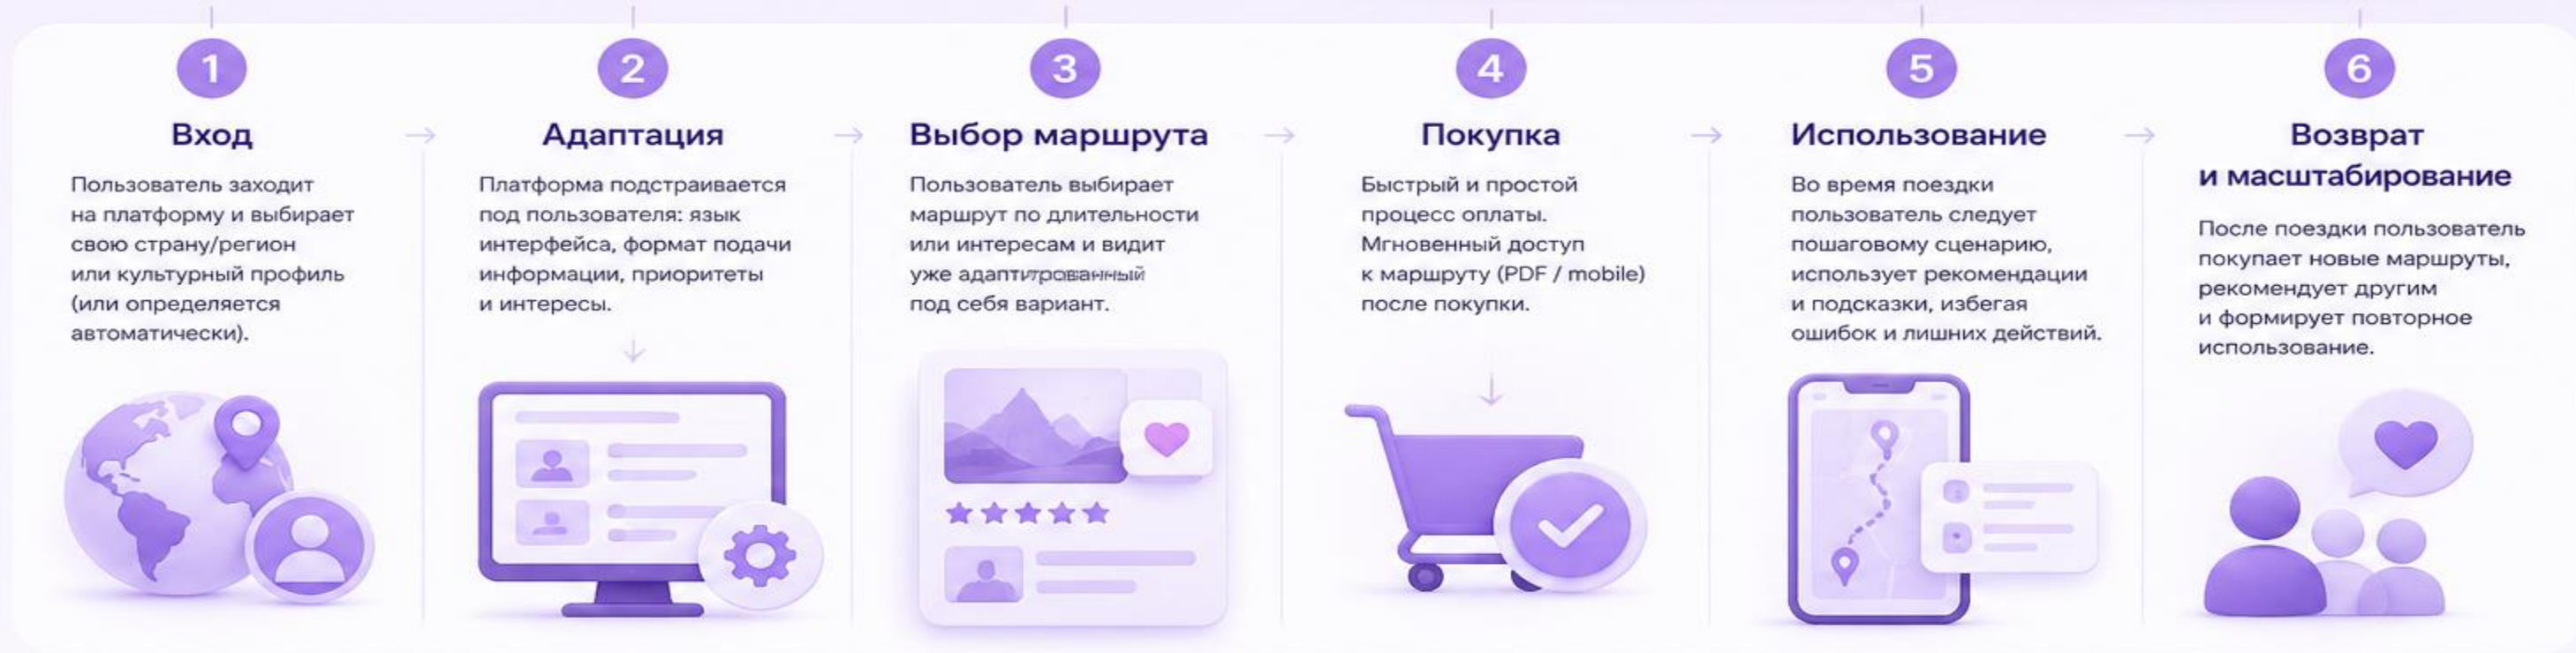 1
Вход
Пользователь заходит
на платформу и выбирает
свою страну/регион
или культурный профиль
(или определяется
автоматически).
2
Адаптация
Платформа подстраивается
под пользователя: язык
интерфейса, формат подачи
информации, приоритеты
и интересы.
3
Выбор маршрута
Пользователь выбирает
маршрут по длительности
или интересам и видит
уже
под себя вариант.
4
Покупка
Быстрый и простой
процесс оплаты.
Мгновенный доступ
к маршруту (PDF / mobile)
после покупки.
5
Использование
Во время поездки
пользователь следует
пошаговому сценарию,
использует рекомендации
и подсказки, избегая
ошибок и лишних действий.
6
Возврат
и масштабирование
После поездки пользователь
покупает новые маршруты,
рекомендует другим
и формирует повторное
использование.